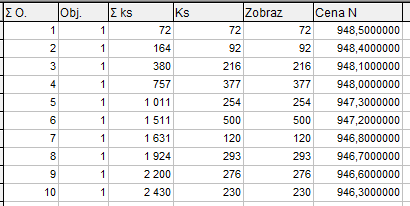 Σ O. Obj. Σ ks Ks Zobraz Cena N
1 1 72 72 72 948,5000000
2 1 164 92 92 948,4000000
3 1 380 216 216 948,1000000
4 1 757 377 377 948,0000000
5 1 1 011 254 254 947,3000000
6 1 1 511 500 500 947,2000000
7 1 1 631 120 120 946,8000000
8 1 1 924 293 293 946,7000000
9 1 2 200 276 276 946,6000000
10 1 2 430 230 230 946,3000000